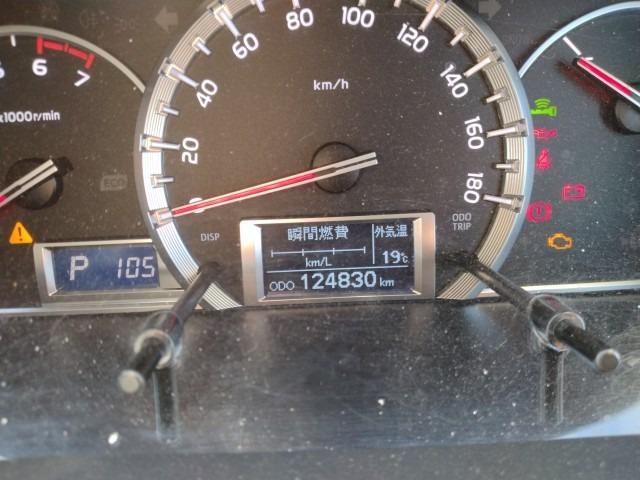 6
7
x1000r/min
ECO
P 105
0
20
40
60
80
100
120
140
160
180
km/h
DISP
ODO
TRIP
瞬間燃費
外気温
km/L
19℃
ODO 124830 km